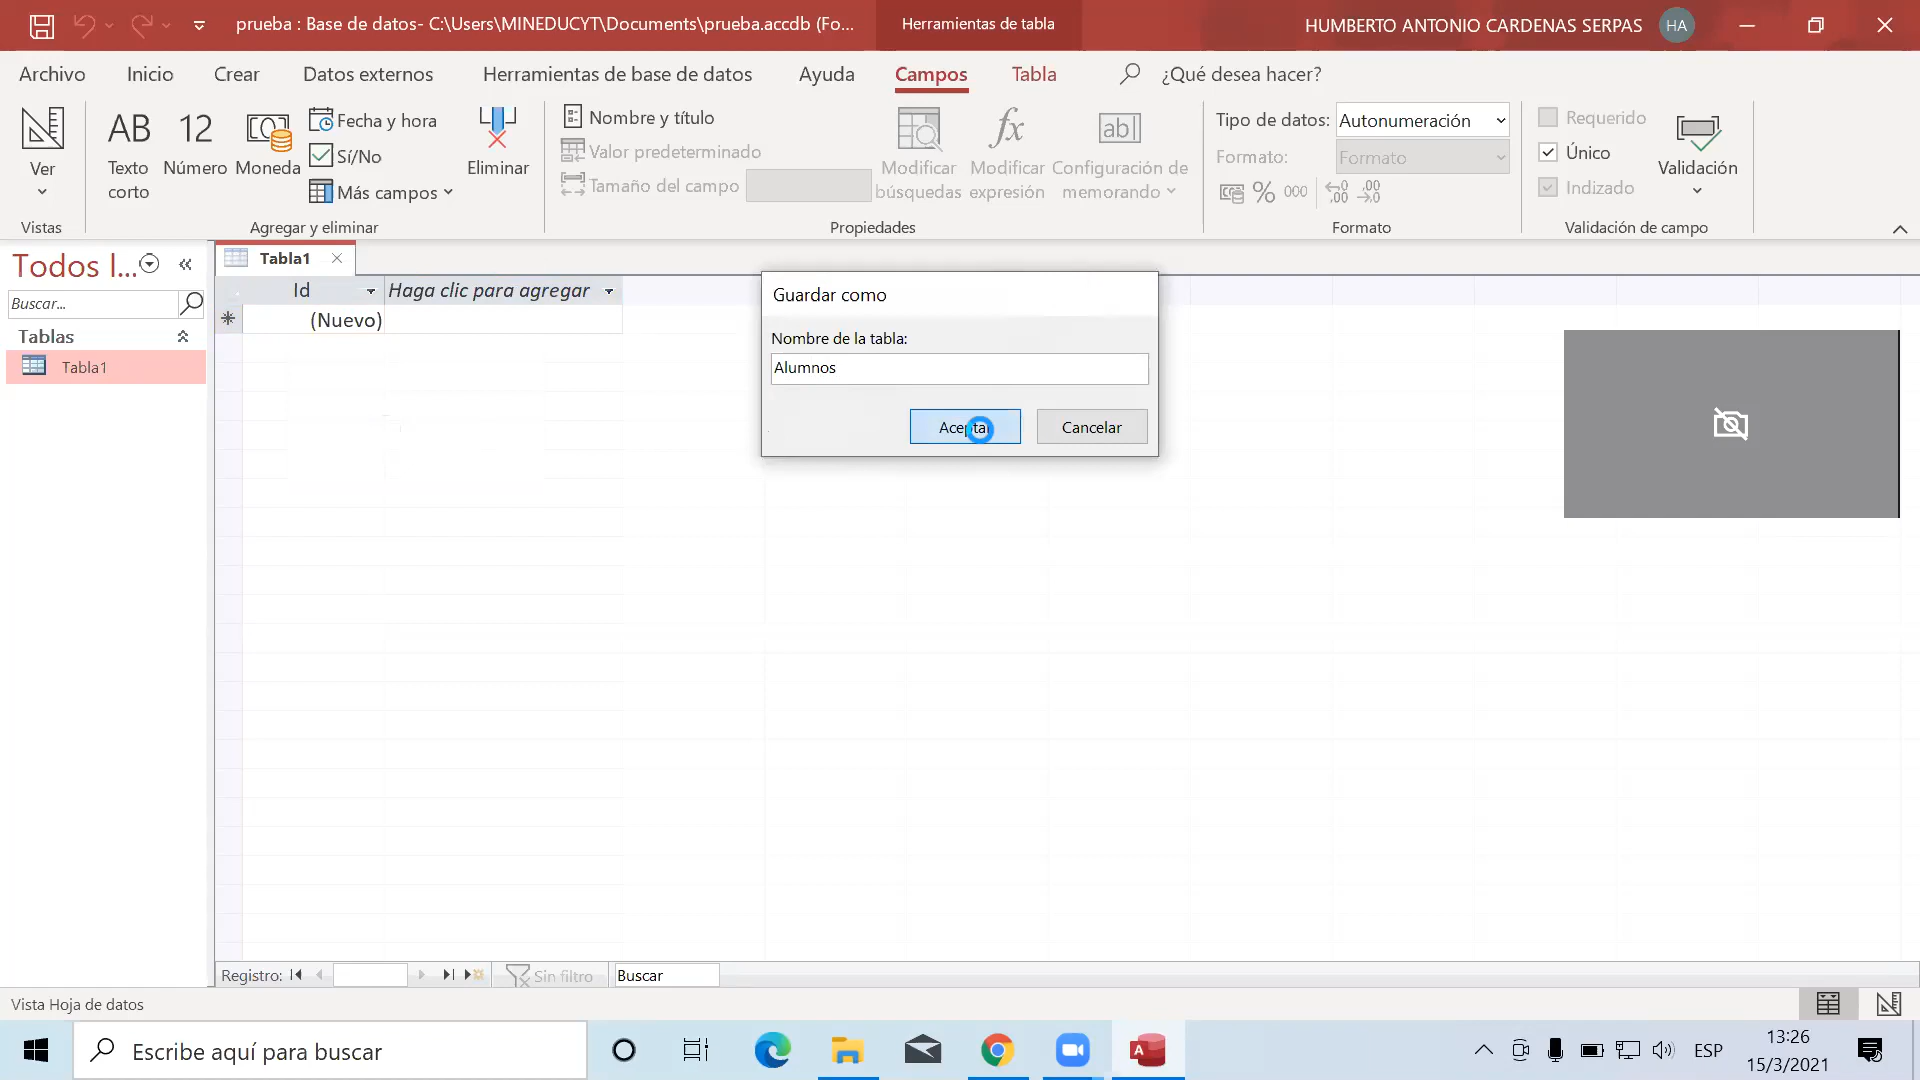 prueba : Base de datos- C:\Users\MINEDUCYT\Documents\prueba.accdb (Fo...
Herramientas de tabla
HUMBERTO ANTONIO CARDENAS SERPAS
HA
Archivo
Inicio
Crear
Datos externos
Herramientas de base de datos
Ayuda
Campos
Tabla
¿Qué desea hacer?
Ver
Vistas
AB
Texto
corto
12
Número
Moneda
Fecha y hora
Sí/No
Más campos
Eliminar
Agregar y eliminar
Nombre y título
Valor predeterminado
Tamaño del campo
Modificar
búsquedas
fx
Modificar
expresión
ab|
Configuración de
memorando
Propiedades
Tipo de datos:
Autonumeración
Formato:
Formato
% 000
,00
,00
Formato
Requerido
Único
Indizado
Validación
Validación de campo
Todos l...
Buscar...
Tablas
Tabla1
Tabla1
Id
Haga clic para agregar
(Nuevo)
Guardar como
Nombre de la tabla:
Alumnos
Aceptar
Cancelar
Registro:
Sin filtro
Buscar
Vista Hoja de datos
Escribe aquí para buscar
A
ESP
13:26
15/3/2021